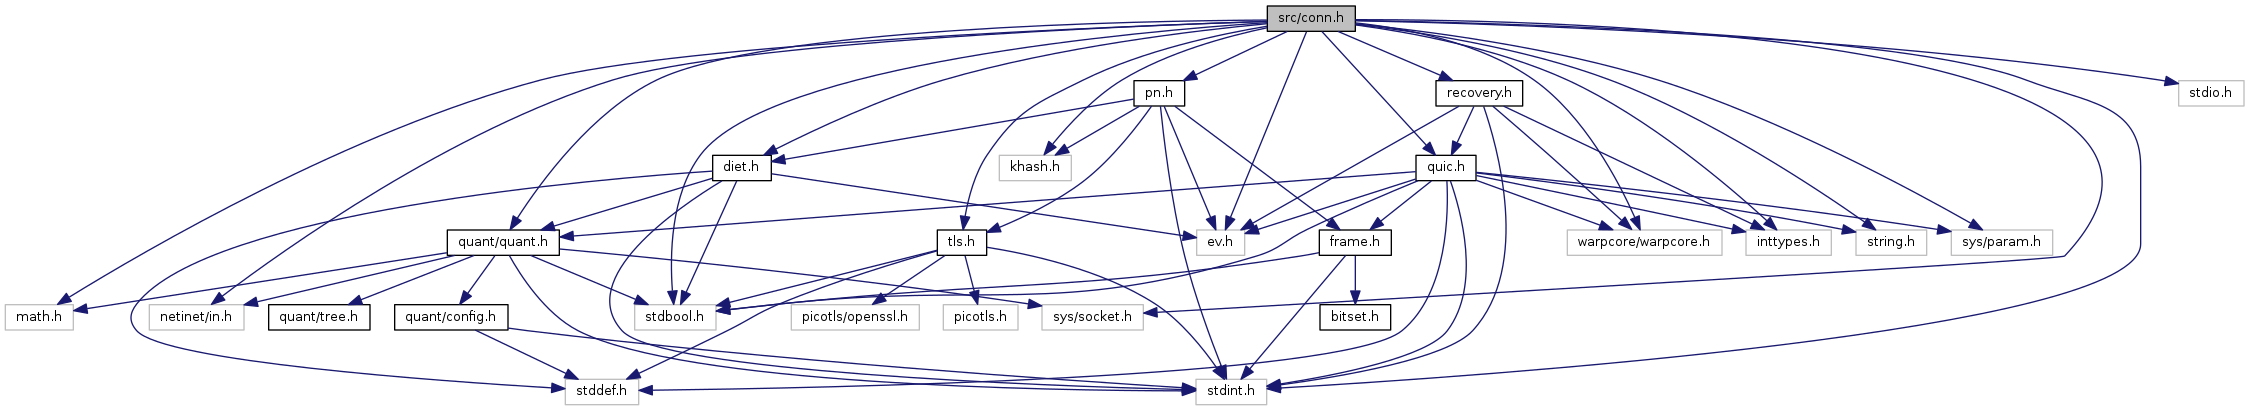 src/conn.h
pn.h
recovery.h
stdio.h
diet.h
khash.h
quic.h
quant/quant.h
tls.h
ev.h
frame.h
warpcore/warpcore.h
inttypes.h
string.h
sys/param.h
math.h
netinet/in.h
quant/tree.h
quant/config.h
stdbool.h
picotls/openssl.h
picotls.h
sys/socket.h
bitset.h
stddef.h
stdint.h